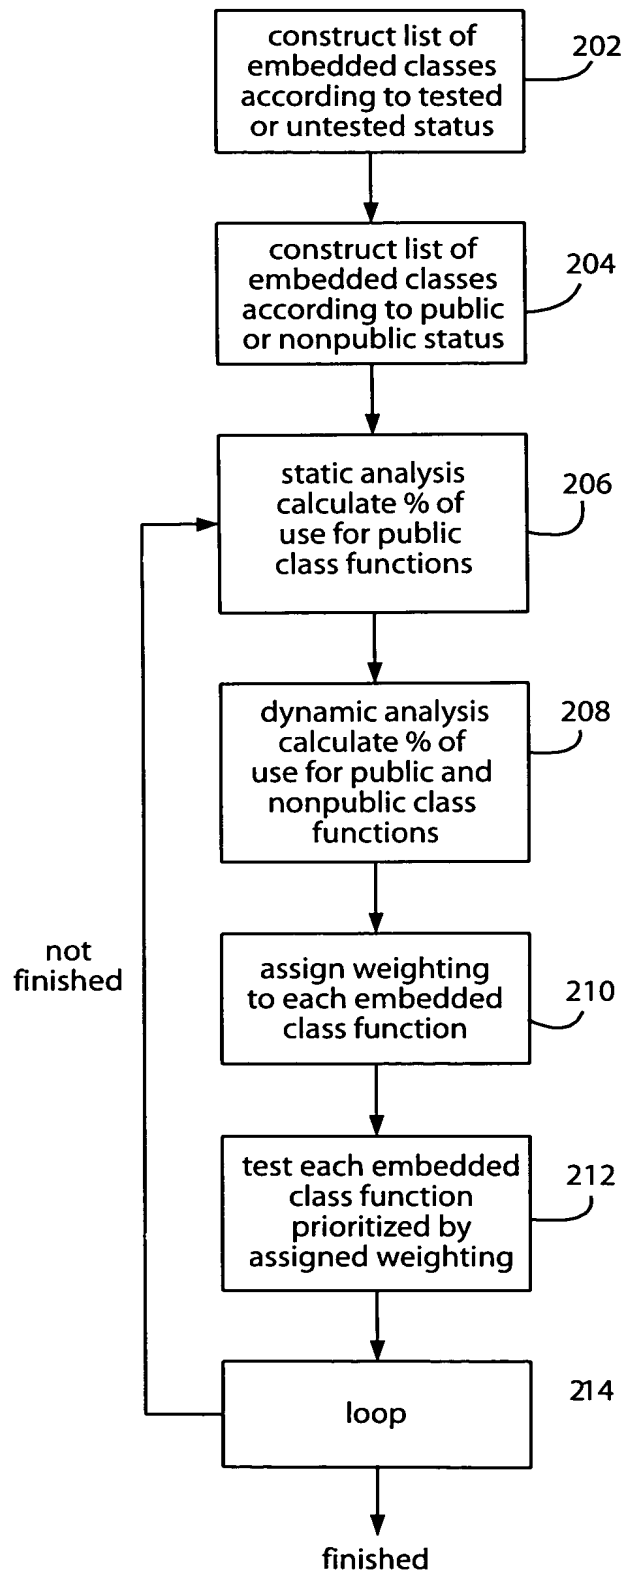 construct list of
embedded classes
according to tested
or untested status
202
construct list of
embedded classes
according to public
or nonpublic status
204
static analysis
calculate % of
use for public
class functions
206
dynamic analysis
calculate % of
use for public and
nonpublic class
functions
208
not
finished
assign weighting
to each embedded
class function
210
test each embedded
class function
prioritized by
assigned weighting
212
loop
214
finished